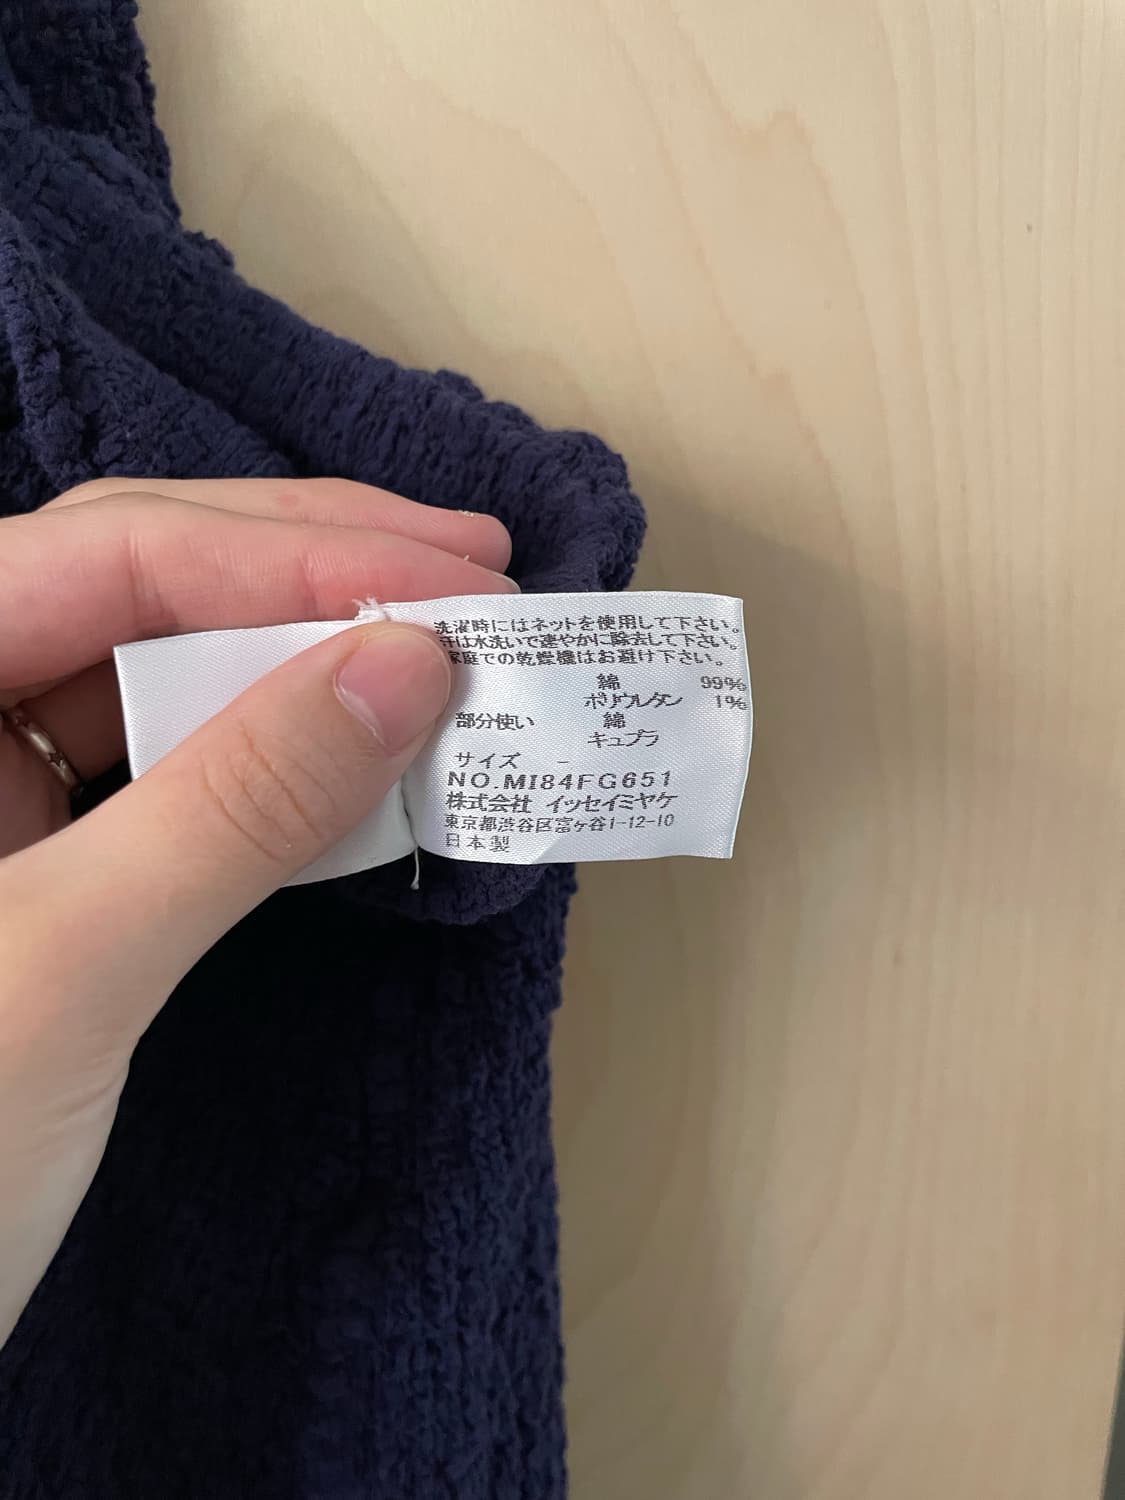 洗濯時にはネットを使用して下さい。
汗は水洗いで速やかに除去して下さい。
家庭での乾燥機はお避け下さい。
綿 99%
ポリウレタン 1%
部分使い 綿
キュプラ
サイズ -
NO.MI84FG651
株式会社 イッセイミヤケ
東京都渋谷区富ヶ谷1-12-10
日本製